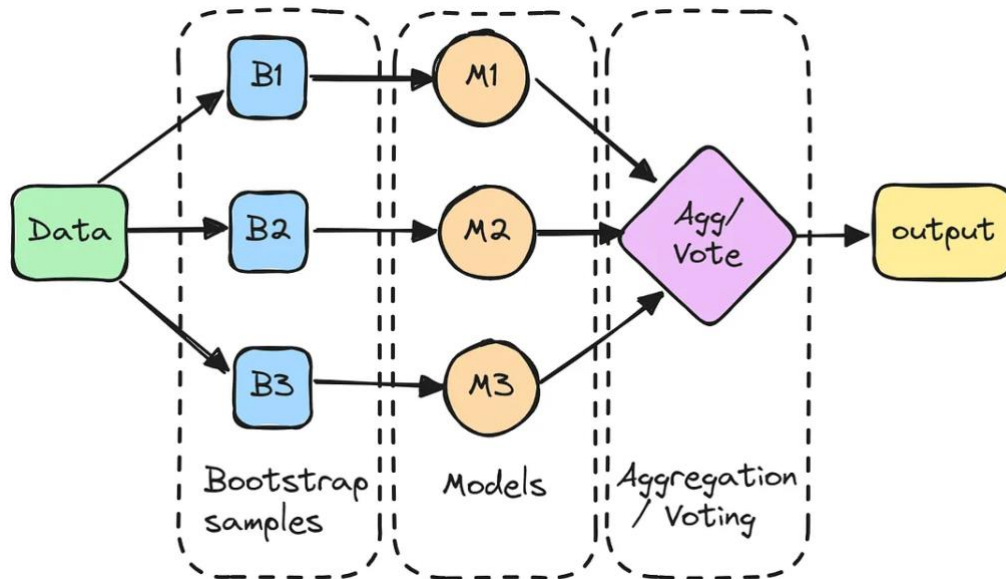 B1
M1
Data
B2
M2
Agg/
Vote
output
B3
M3
Bootstrap
samples
Models
Aggregation
/ Voting